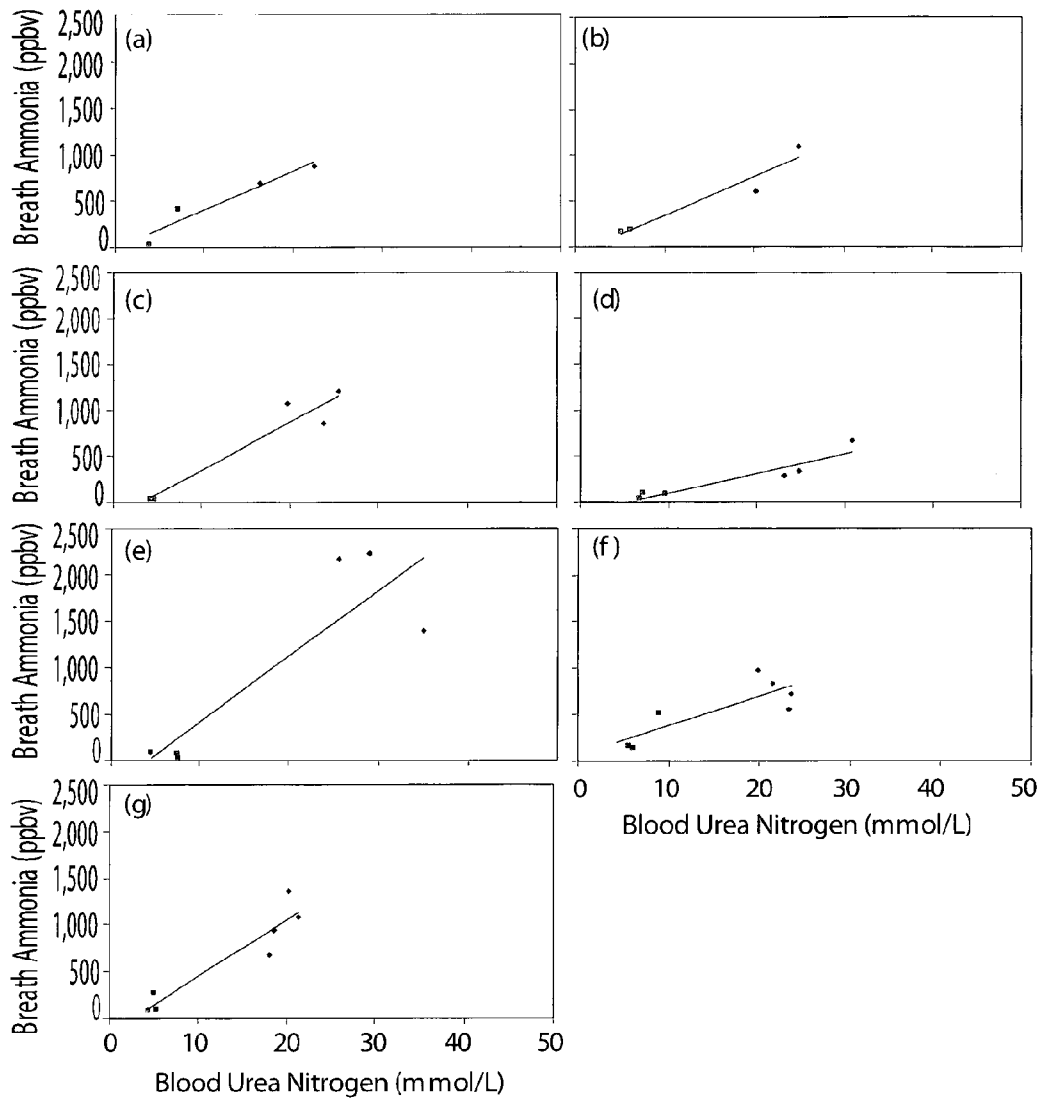 Breath Ammonia (ppbv)
2,500
2,000
1,500
1,000
500
0
(a)
(b)
Breath Ammonia (ppbv)
2,500
2,000
1,500
1,000
500
0
(c)
(d)
Breath Ammonia (ppbv)
2,500
2,000
1,500
1,000
500
0
(e)
(f)
0 10 20 30 40 50
Blood Urea Nitrogen (mmol/L)
Breath Ammonia (ppbv)
2,500
2,000
1,500
1,000
500
0
(g)
0 10 20 30 40 50
Blood Urea Nitrogen (mmol/L)